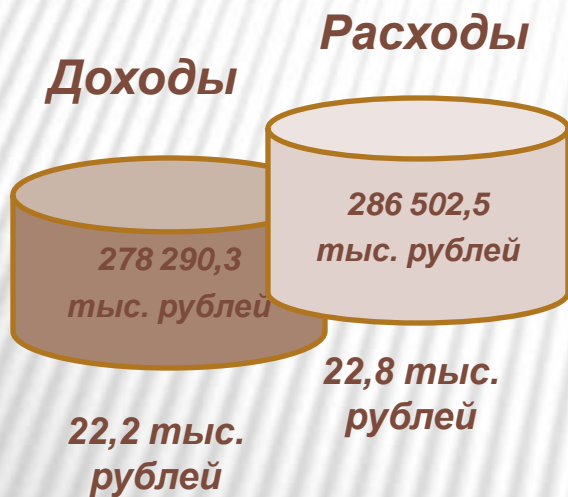 Доходы
278 290,3
тыс. рублей
22,2 тыс.
рублей
Расходы
286 502,5
тыс. рублей
22,8 тыс.
рублей